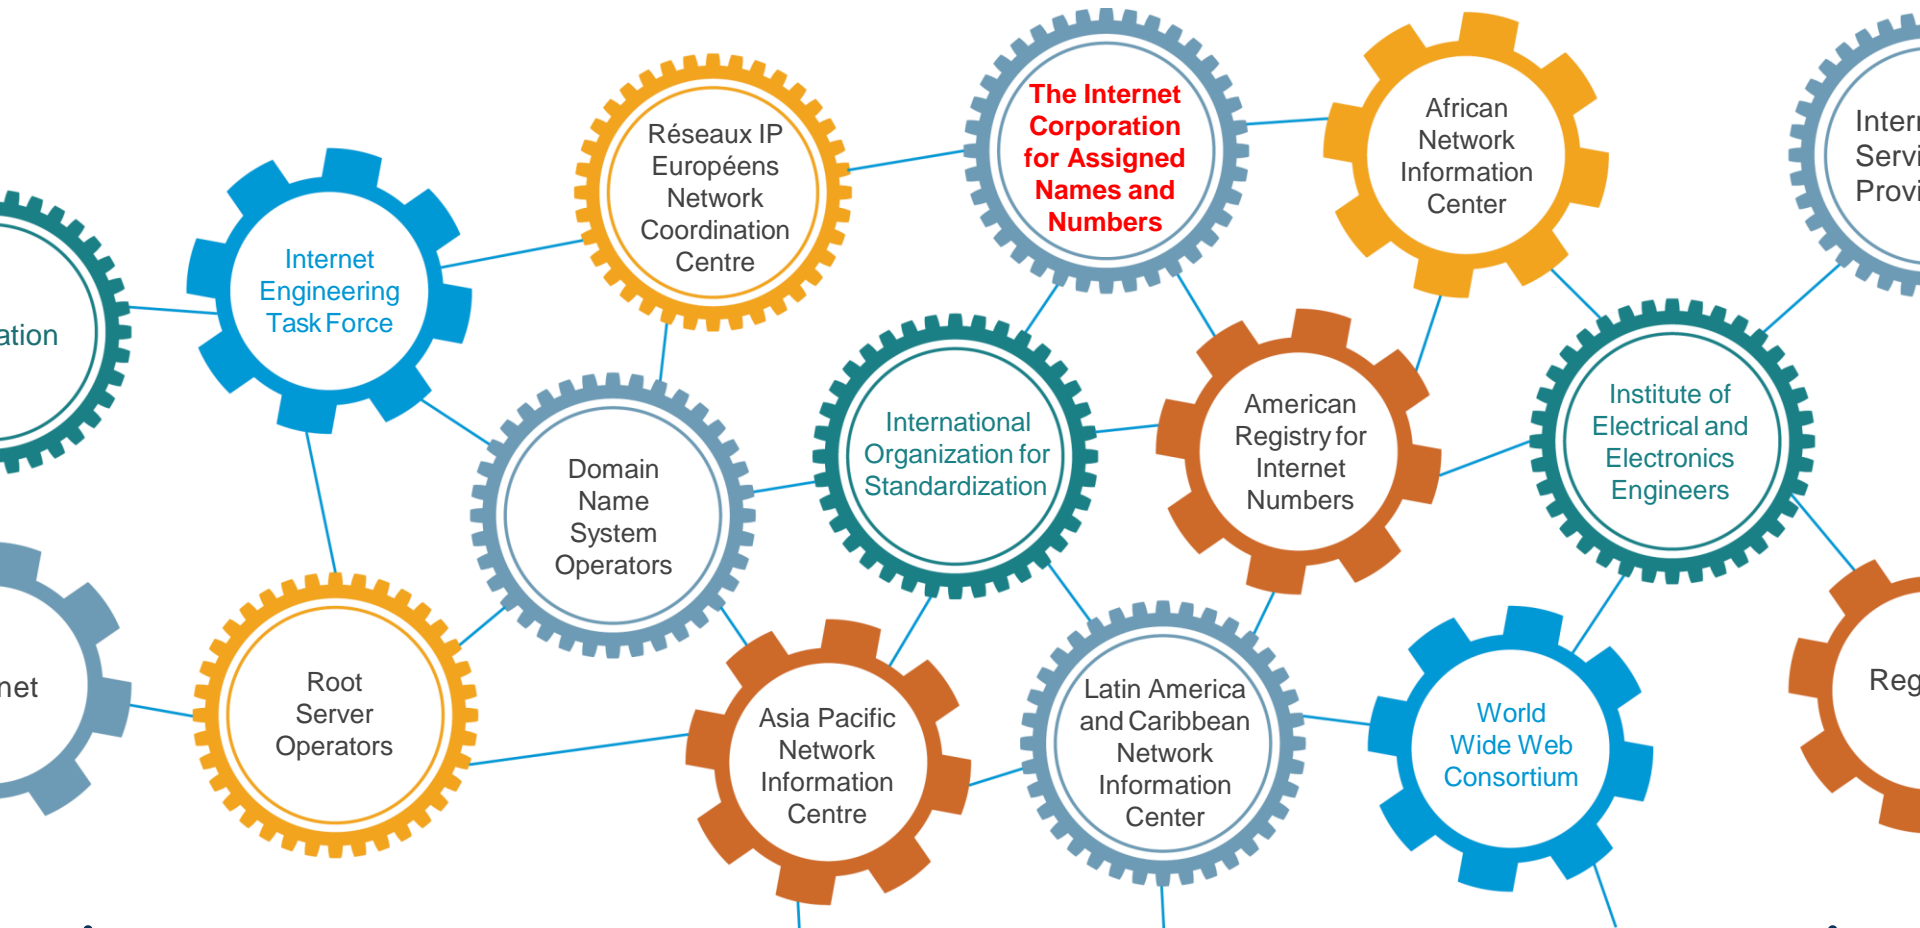 The Internet
Corporation
for Assigned
Names and
Numbers
African
Network
Information
Center
Réseaux IP
Européens
Network
Coordination
Centre
Internet
Engineering
Task Force
International
Organization for
Standardization
American
Registry for
Internet
Numbers
Institute of
Electrical and
Electronics
Engineers
Domain
Name
System
Operators
Root
Server
Operators
Asia Pacific
Network
Information
Centre
Latin America
and Caribbean
Network
Information
Center
World
Wide Web
Consortium